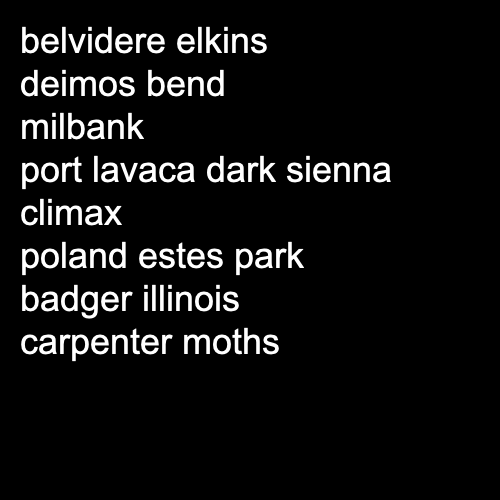 belvidere elkins
deimos bend
milbank
port lavaca dark sienna
climax
poland estes park
badger illinois
carpenter moths